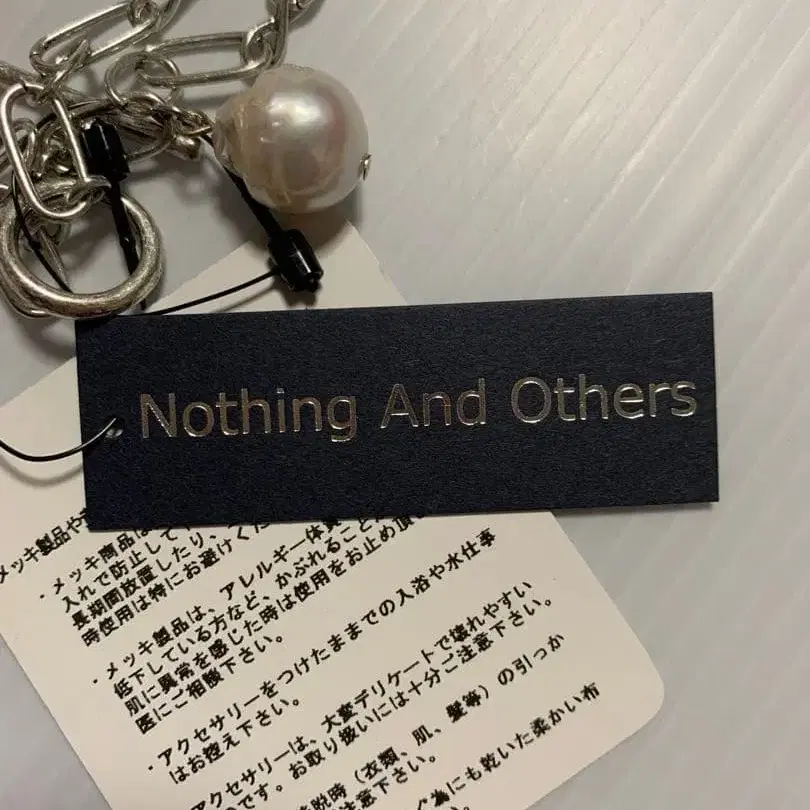 Nothing And Others
メッキ製品や
・メッキ商品は
入れて防止して
長期間放置したり、
時使用は特にお避けくだ
・メッキ製品は、アレルギー体質
低下している方など、かぶれること
肌に異常を感じた時は使用をお止め頂
医にご相談下さい。
・アクセサリーをつけたままでの入浴や水仕事
はお控え下さい。
・アクセサリーは、大変デリケートで壊れやすい
のです。お取り扱いには十分ご注意下さい。
脱時（衣類、肌、髪等）の引っか
注意下さい。
為にも乾いた柔かい布